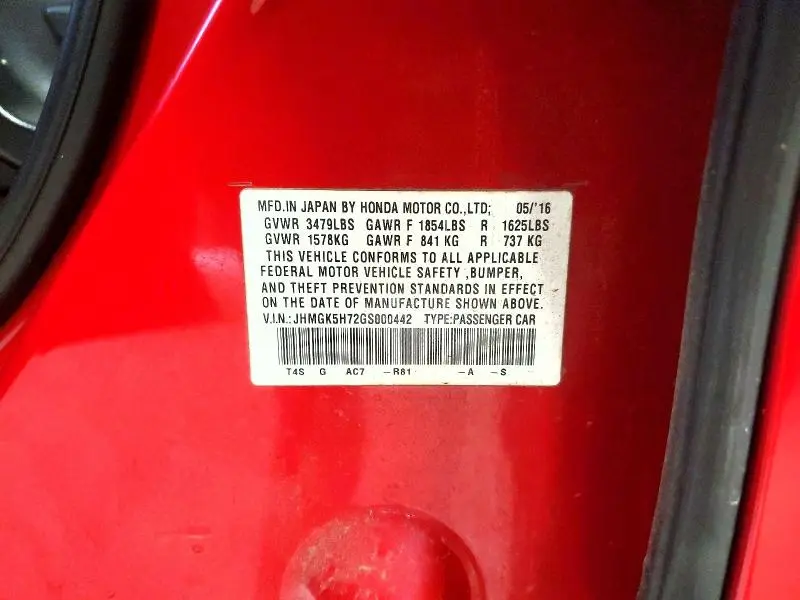 MFD.IN JAPAN BY HONDA MOTOR CO.,LTD; 05/'16
GVWR 3479LBS GAWR F 1854LBS R 1625LBS
GVWR 1578KG GAWR F 841 KG R 737 KG
THIS VEHICLE CONFORMS TO ALL APPLICABLE
FEDERAL MOTOR VEHICLE SAFETY ,BUMPER,
AND THEFT PREVENTION STANDARDS IN EFFECT
ON THE DATE OF MANUFACTURE SHOWN ABOVE.
V.I.N.: JHMGK5H72GS000442 TYPE:PASSENGER CAR
T4S G AC7 -R81 -A -S